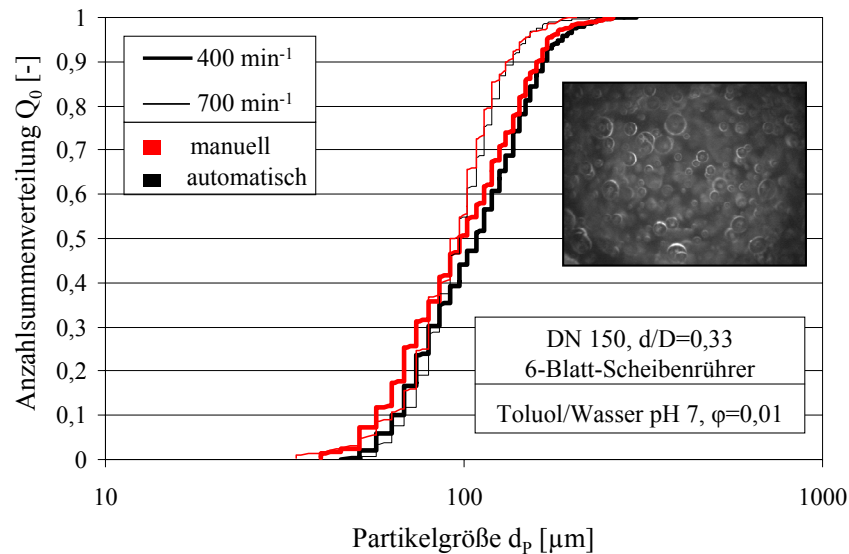 Anzahlsummenverteilung Q0 [-]
1
0,9
0,8
0,7
0,6
0,5
0,4
0,3
0,2
0,1
0
400 min-1
700 min-1
manuell
automatisch
DN 150, d/D=0,33
6-Blatt-Scheibenrührer
Toluol/Wasser pH 7, φ=0,01
10
100
1000
Partikelgröße dP [µm]